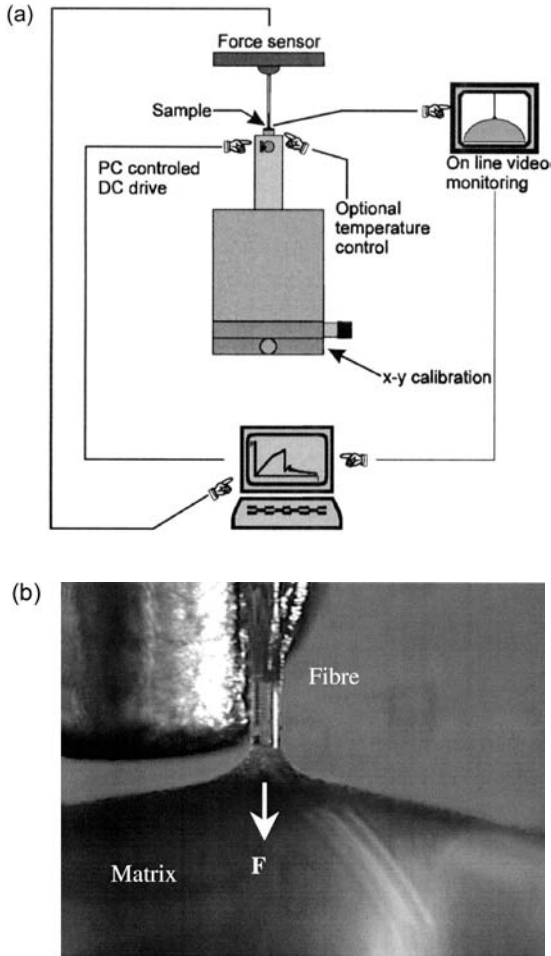 (a)
Force sensor
Sample
PC controled
DC drive
On line video
monitoring
Optional
temperature
control
x-y calibration
(b)
Fibre
F
Matrix